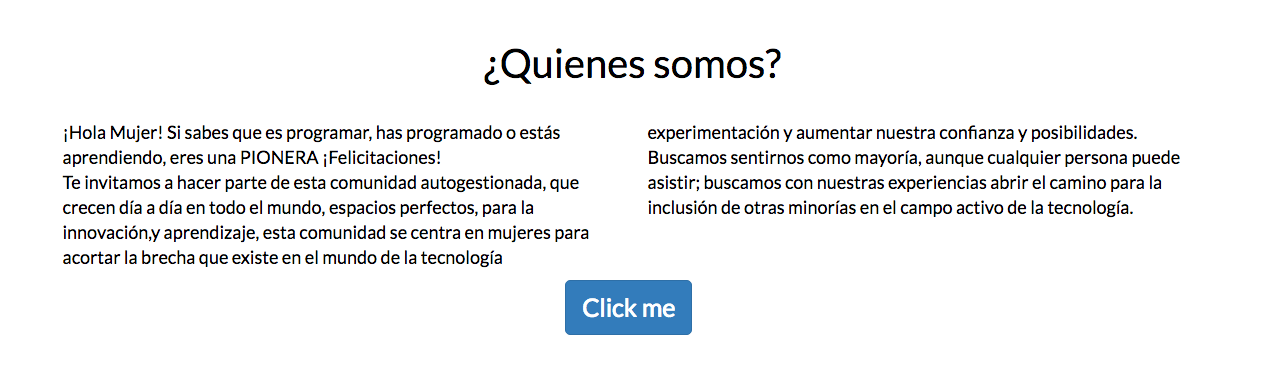 ¿Quienes somos?
¡Hola Mujer! Si sabes que es programar, has programado o estás
aprendiendo, eres una PIONERA ¡Felicitaciones!
Te invitamos a hacer parte de esta comunidad autogestionada, que
crecen día a día en todo el mundo, espacios perfectos, para la
innovación,y aprendizaje, esta comunidad se centra en mujeres para
acortar la brecha que existe en el mundo de la tecnología
experimentación y aumentar nuestra confianza y posibilidades.
Buscamos sentirnos como mayoría, aunque cualquier persona puede
asistir; buscamos con nuestras experiencias abrir el camino para la
inclusión de otras minorías en el campo activo de la tecnología.
Click me